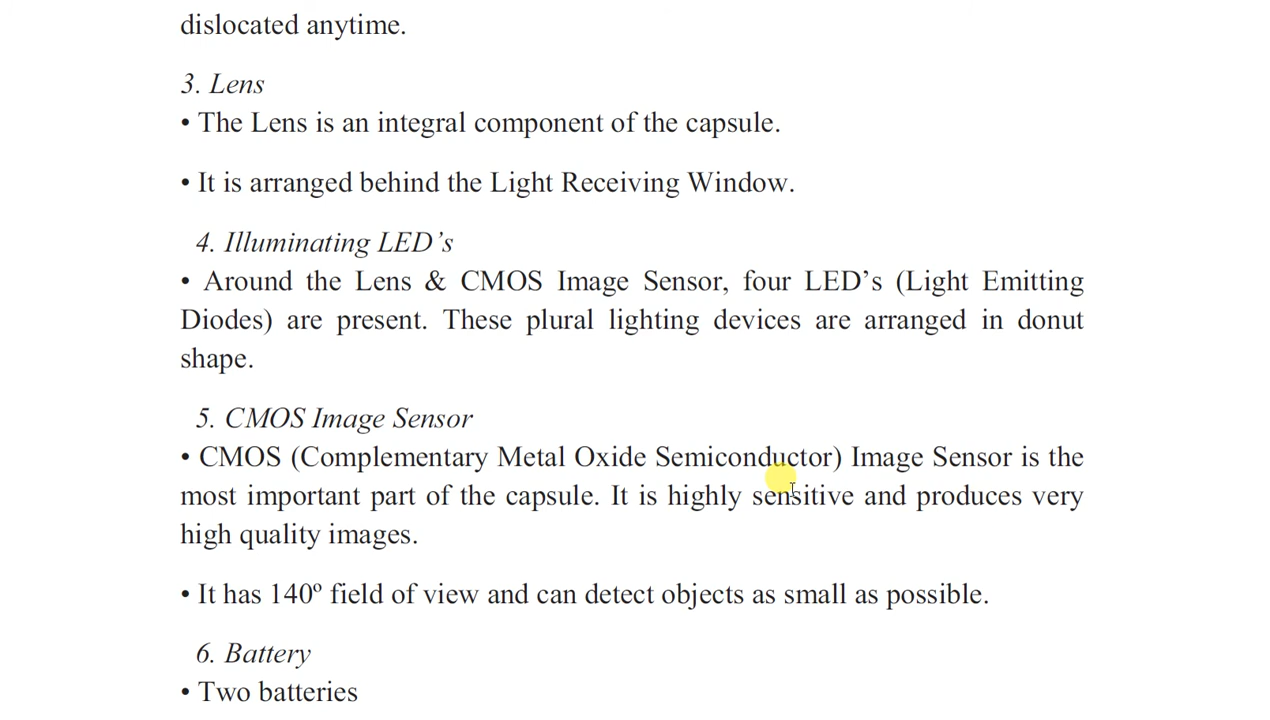 dislocated anytime.
3. Lens
• The Lens is an integral component of the capsule.
• It is arranged behind the Light Receiving Window.
4. Illuminating LED’s
• Around the Lens & CMOS Image Sensor, four LED’s (Light Emitting
Diodes) are present. These plural lighting devices are arranged in donut
shape.
5. CMOS Image Sensor
• CMOS (Complementary Metal Oxide Semiconductor) Image Sensor is the
most important part of the capsule. It is highly sensitive and produces very
high quality images.
• It has 140º field of view and can detect objects as small as possible.
6. Battery
• Two batteries